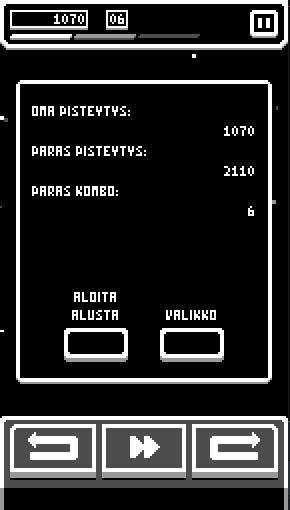 1070 06
OMA PISTEYTYS:
1070
PARAS PISTEYTYS:
2110
PARAS KOMBO:
6
ALOITA
ALUSTA
VALIKKO